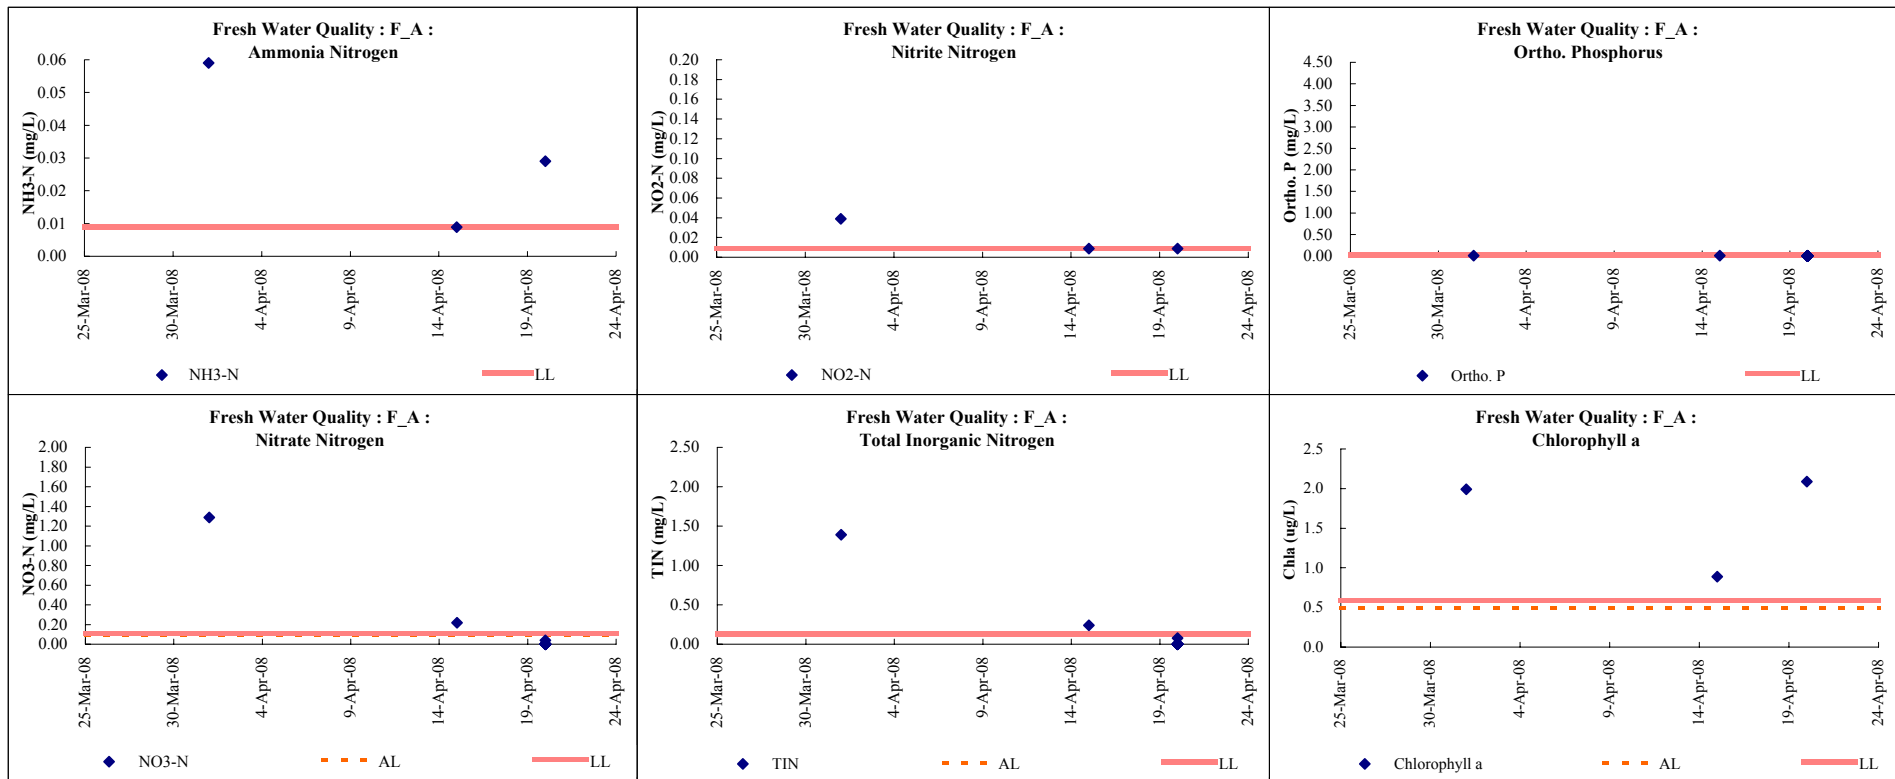 Fresh Water Quality : F_A :
Ammonia Nitrogen
NH3-N (mg/L)
0.06
0.05
0.04
0.03
0.02
0.01
0.00
25-Mar-08
30-Mar-08
4-Apr-08
9-Apr-08
14-Apr-08
19-Apr-08
24-Apr-08
NH3-N
LL
Fresh Water Quality : F_A :
Nitrite Nitrogen
NO2-N (mg/L)
0.20
0.18
0.16
0.14
0.12
0.10
0.08
0.06
0.04
0.02
0.00
25-Mar-08
30-Mar-08
4-Apr-08
9-Apr-08
14-Apr-08
19-Apr-08
24-Apr-08
NO2-N
LL
Fresh Water Quality : F_A :
Ortho. Phosphorus
Ortho. P (mg/L)
4.50
4.00
3.50
3.00
2.50
2.00
1.50
1.00
0.50
0.00
25-Mar-08
30-Mar-08
4-Apr-08
9-Apr-08
14-Apr-08
19-Apr-08
24-Apr-08
Ortho. P
LL
Fresh Water Quality : F_A :
Nitrate Nitrogen
NO3-N (mg/L)
2.00
1.80
1.60
1.40
1.20
1.00
0.80
0.60
0.40
0.20
0.00
25-Mar-08
30-Mar-08
4-Apr-08
9-Apr-08
14-Apr-08
19-Apr-08
24-Apr-08
NO3-N
AL
LL
Fresh Water Quality : F_A :
Total Inorganic Nitrogen
TIN (mg/L)
2.50
2.00
1.50
1.00
0.50
0.00
25-Mar-08
30-Mar-08
4-Apr-08
9-Apr-08
14-Apr-08
19-Apr-08
24-Apr-08
TIN
AL
LL
Fresh Water Quality : F_A :
Chlorophyll a
Chla (ug/L)
2.5
2.0
1.5
1.0
0.5
0.0
25-Mar-08
30-Mar-08
4-Apr-08
9-Apr-08
14-Apr-08
19-Apr-08
24-Apr-08
Chlorophyll a
AL
LL